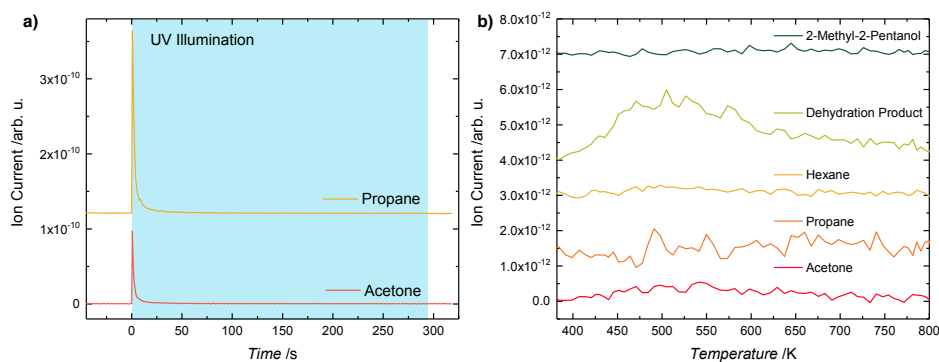 a)
UV Illumination
3x10-10
2x10-10
1x10-10
0
Ion Current /arb. u.
Propane
Acetone
0 50 100 150 200 250 300
Time /s
b)
8.0x10-12
7.0x10-12
6.0x10-12
5.0x10-12
4.0x10-12
3.0x10-12
2.0x10-12
1.0x10-12
0.0
Ion Current /arb. u.
2-Methyl-2-Pentanol
Dehydration Product
Hexane
Propane
Acetone
400 450 500 550 600 650 700 750 800
Temperature /K